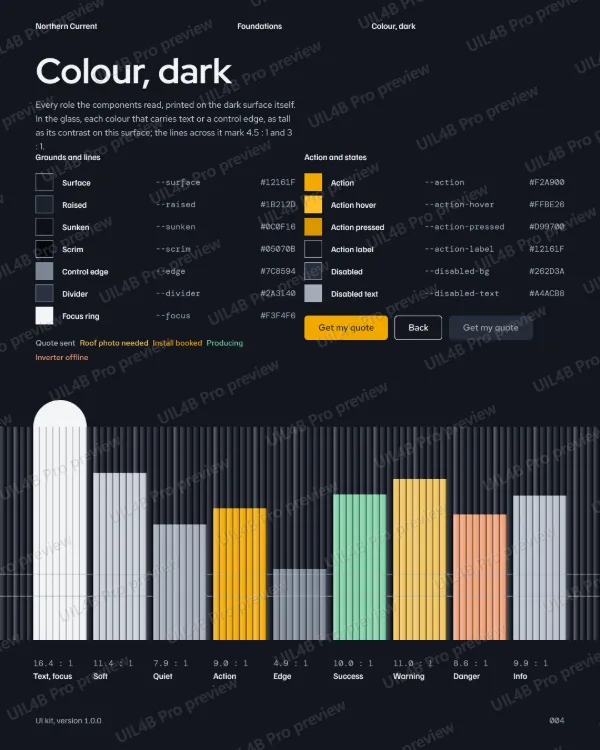 Northern Current
Foundations
Colour, dark
Colour, dark
Every role the components read, printed on the dark surface itself.
In the glass, each colour that carries text or a control edge, as tall
as its contrast on this surface; the lines across it mark 4.5 : 1 and 3
: 1.
Grounds and lines
Surface --surface #12161F
Raised --raised #1B212D
Sunken --sunken #0C0F16
Scrim --scrim #05070B
Control edge --edge #7C8594
Divider --divider #2A3140
Focus ring --focus #F3F4F6
Quote sent Roof photo needed Install booked Producing
Inverter offline
Action and states
Action --action #F2A900
Action hover --action-hover #FFBE26
Action pressed --action-pressed #D99700
Action label --action-label #12161F
Disabled --disabled-bg #262D3A
Disabled text --disabled-text #A4ACB8
Get my quote Back Get my quote
16.4 : 1 11.4 : 1 7.9 : 1 9.0 : 1 4.9 : 1 10.0 : 1 11.0 : 1 8.6 : 1 9.9 : 1
Text, focus Soft Quiet Action Edge Success Warning Danger Info
UI kit, version 1.0.0
004
UIL4B Pro preview